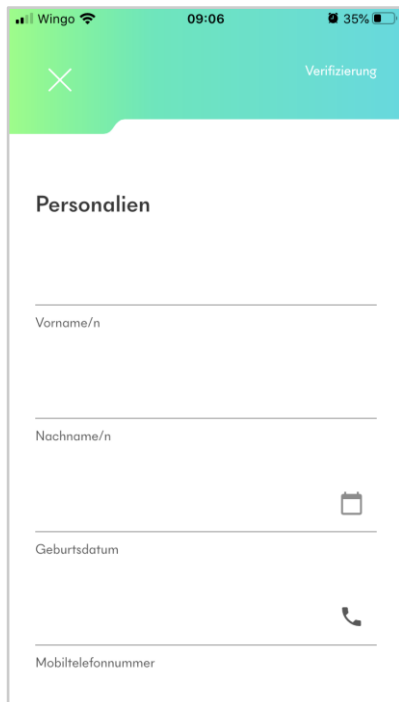 Wingo 09:06 35%
Verifizierung
Personalien
Vorname/n
Nachname/n
Geburtsdatum
Mobiltelefonnummer